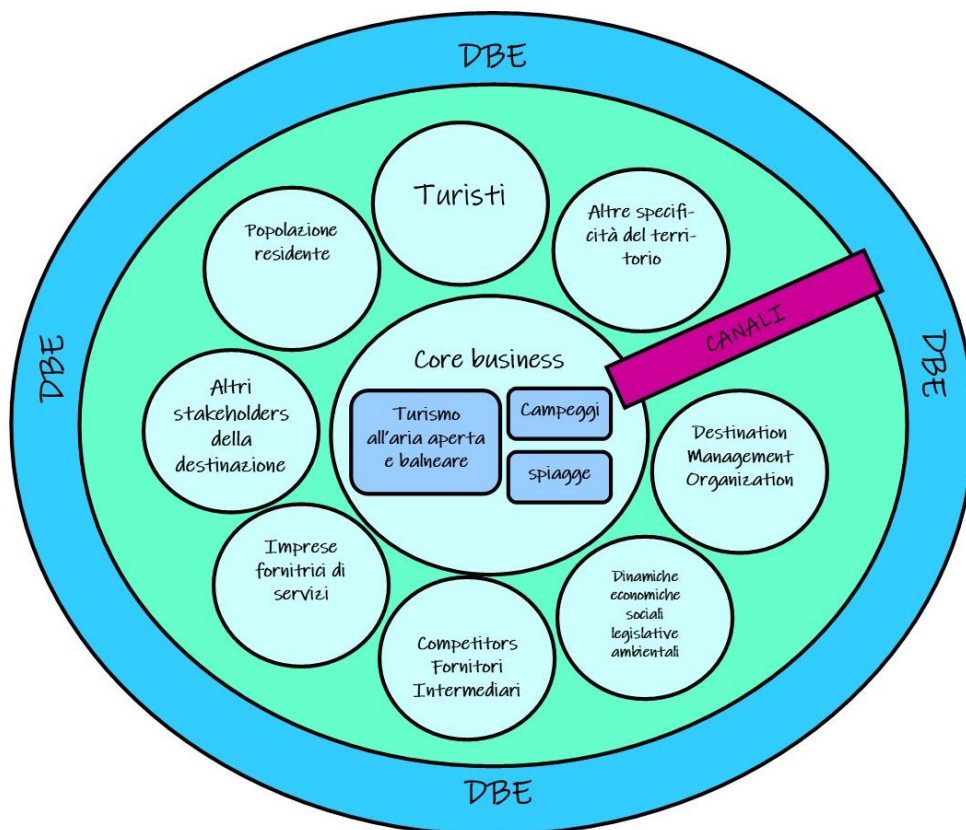 DBE
Turisti
Altre specifi-
cità del terri-
torio
Popolazione
residente
CANALI
DBE
DBE
Core business
Turismo
all'aria aperta
e balneare
Campeggi
spiagge
Altri
stakeholders
della
destinazione
Destination
Management
Organization
Imprese
fornitrici di
servizi
Dinamiche
economiche
sociali
legislative
ambientali
Competitors
Fornitori
Intermediari
DBE